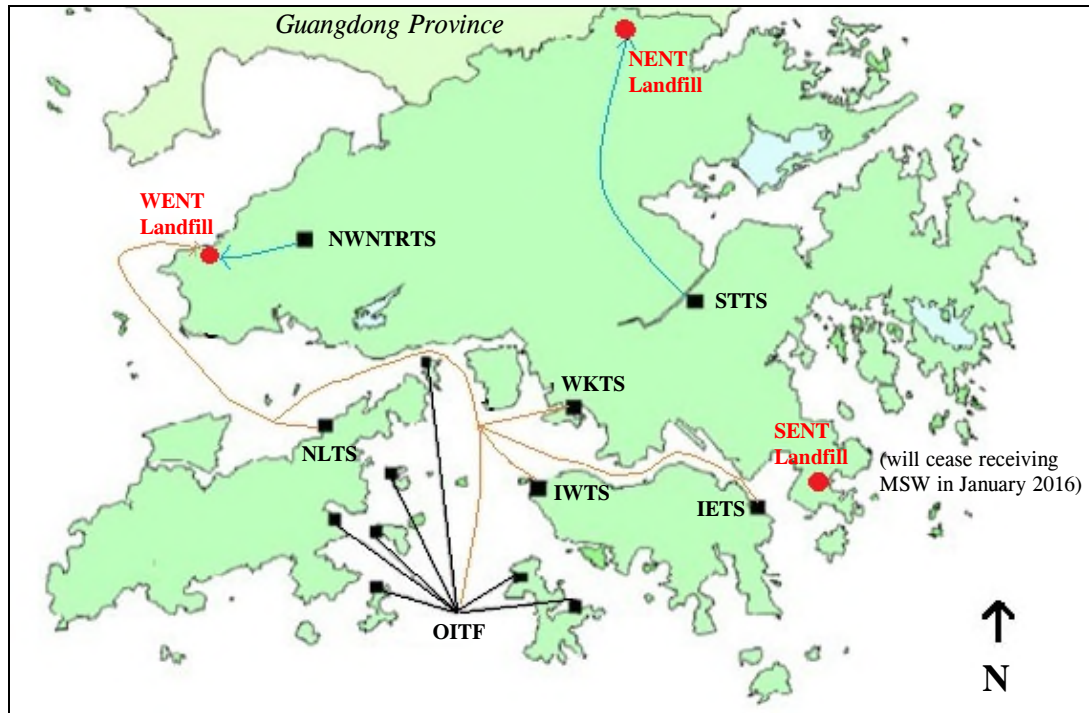 Guangdong Province
NENT
Landfill
WENT
Landfill
NWNTRTS
STTS
WKTS
SENT
Landfill
(will cease receiving
MSW in January 2016)
NLTS
IWTS
IETS
OITF
N